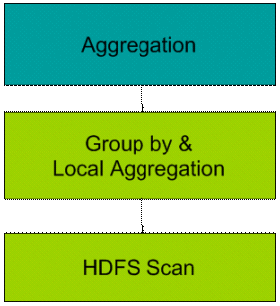 Aggregation
Group by &
Local Aggregation
HDFS Scan